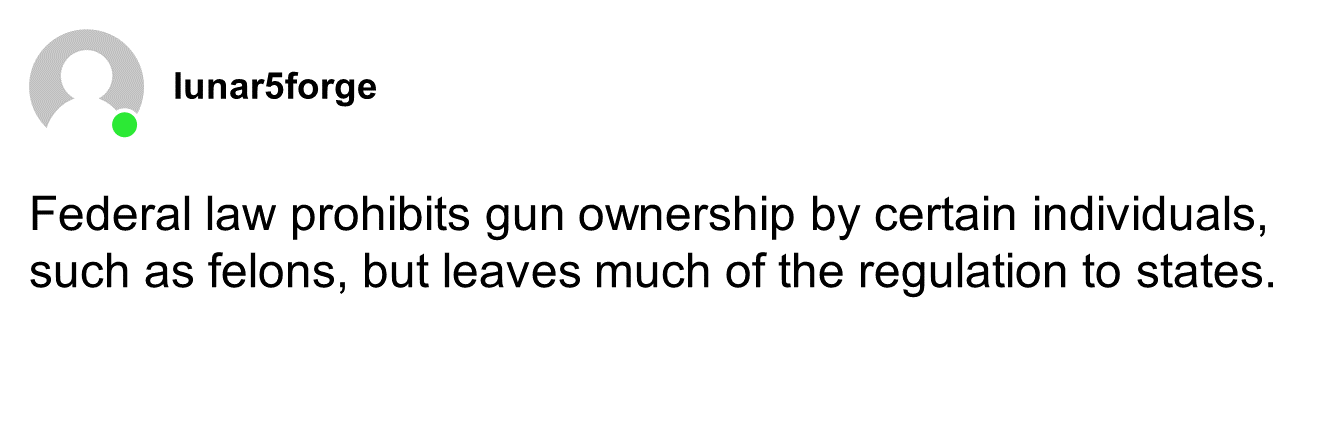 lunar5forge
Federal law prohibits gun ownership by certain individuals,
such as felons, but leaves much of the regulation to states.